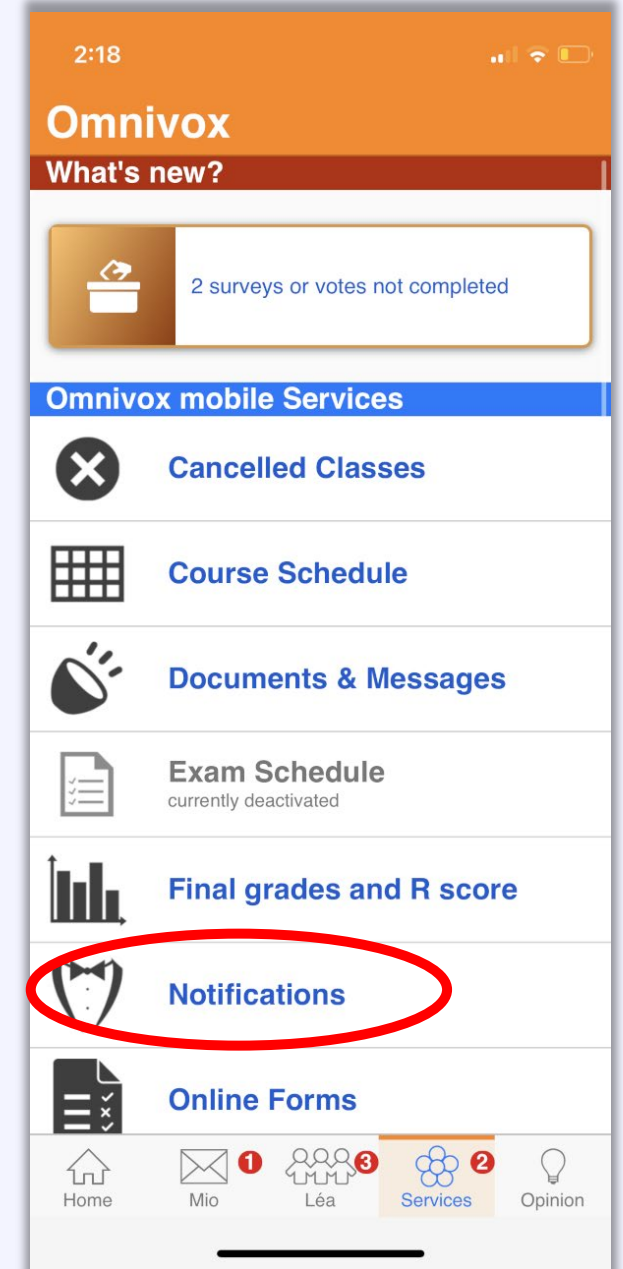 2:18
Omnivox
What's new?
2 surveys or votes not completed
Omnivox mobile Services
Cancelled Classes
Course Schedule
Documents & Messages
Exam Schedule
currently deactivated
Final grades and R score
Notifications
Online Forms
1 3 2
Home Mio Léa Services Opinion